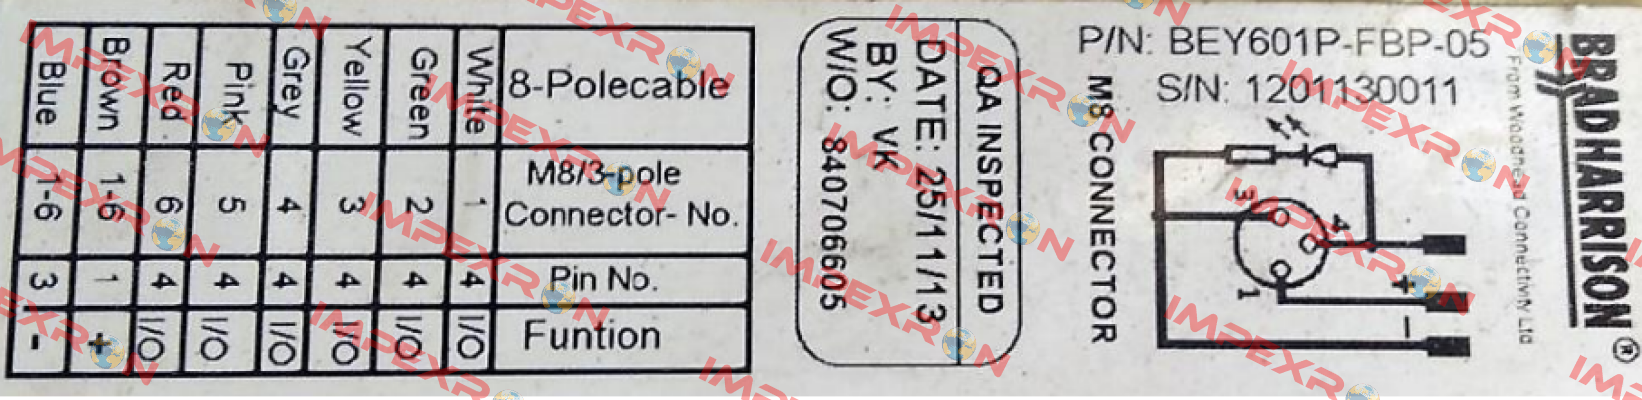 BRADHARRISON®
From Woodhead Connectivity Ltd
P/N: BEY601P-FBP-05
S/N: 1201130011
M8 CONNECTOR
3
4
1
+
-
QA INSPECTED
DATE: 25/11/13
BY: VK
W/O: 840706605
8-Polecable M8/3-pole Connector- No. Pin No. Funtion
White 1 4 I/O
Green 2 4 I/O
Yellow 3 4 I/O
Grey 4 4 I/O
Pink 5 4 I/O
Red 6 4 I/O
Brown 1-6 1 +
Blue 1-6 3 -
IMPEXRON